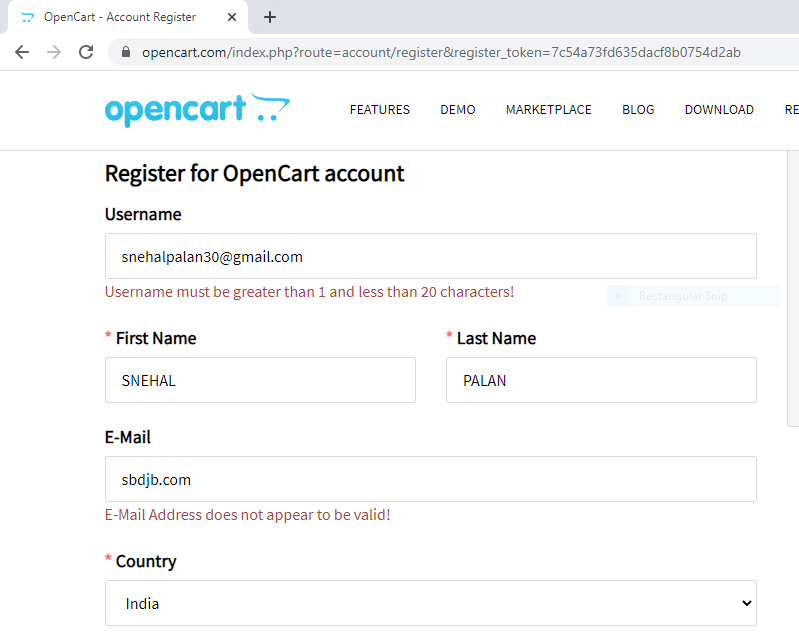 OpenCart - Account Register
opencart.com/index.php?route=account/register&register_token=7c54a73fd635dacf8b0754d2ab
opencart FEATURES DEMO MARKETPLACE BLOG DOWNLOAD RE
Register for OpenCart account
Username
snehalpalan30@gmail.com
Username must be greater than 1 and less than 20 characters!
Rectangular Snip
* First Name * Last Name
SNEHAL PALAN
E-Mail
sbdjb.com
E-Mail Address does not appear to be valid!
* Country
India